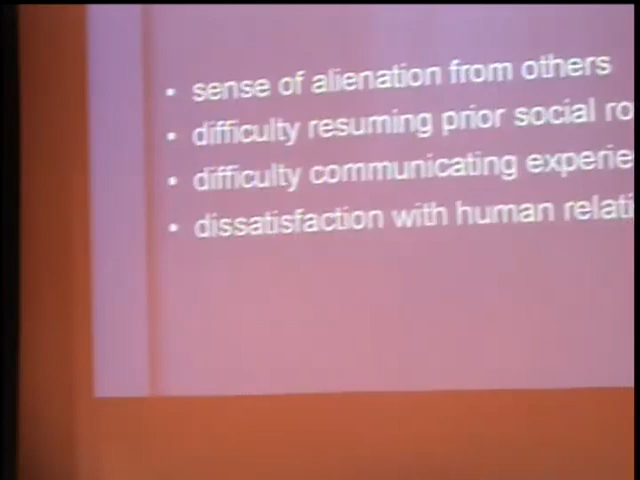 • sense of alienation from others
• difficulty resuming prior social ro
• difficulty communicating experie
• dissatisfaction with human relati